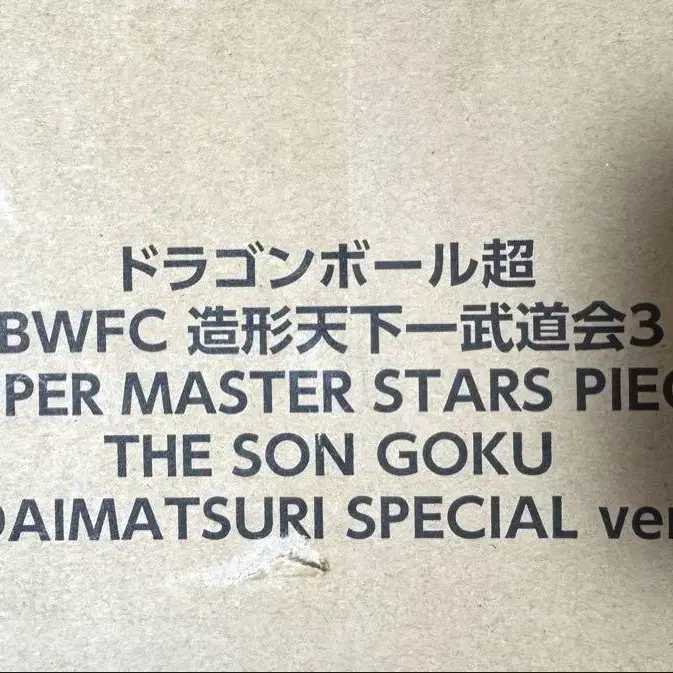 ドラゴンボール超
BWFC 造形天下一武道会3
PER MASTER STARS PIEC
THE SON GOKU
DAIMATSURI SPECIAL ver